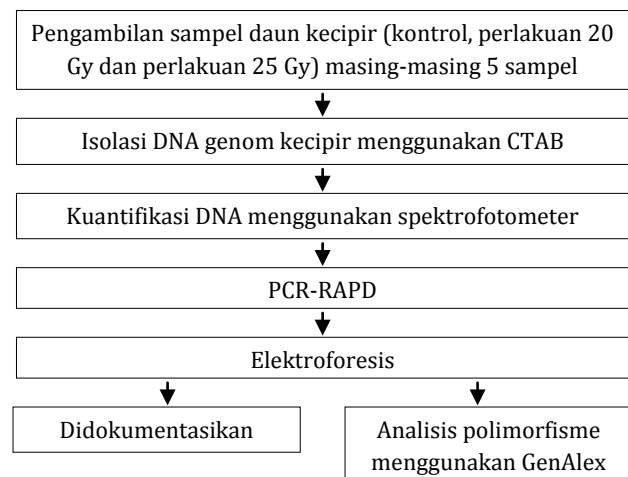 Pengambilan sampel daun kecipir (kontrol, perlakuan 20
Gy dan perlakuan 25 Gy) masing-masing 5 sampel
Isolasi DNA genom kecipir menggunakan CTAB
Kuantifikasi DNA menggunakan spektrofotometer
PCR-RAPD
Elektroforesis
Didokumentasikan
Analisis polimorfisme
menggunakan GenAlex